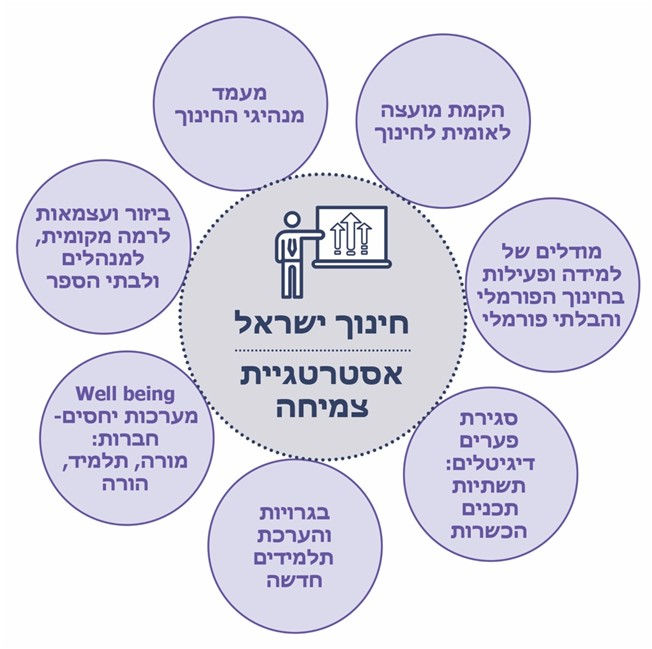 חינוך ישראל
אסטרטגיית
צמיחה
הקמת מועצה
לאומית לחינוך
מודלים של
למידה ופעילות
בחינוך הפורמלי
והבלתי פורמלי
סגירת
פערים
דיגיטלים:
תשתיות
תכנים
הכשרות
בגרויות
והערכת
תלמידים
חדשה
Well being
מערכות יחסים-
חברות:
מורה, תלמיד,
הורה
ביזור ועצמאות
לרמה מקומית,
למנהלים
ולבתי הספר
מעמד
מנהיגי החינוך